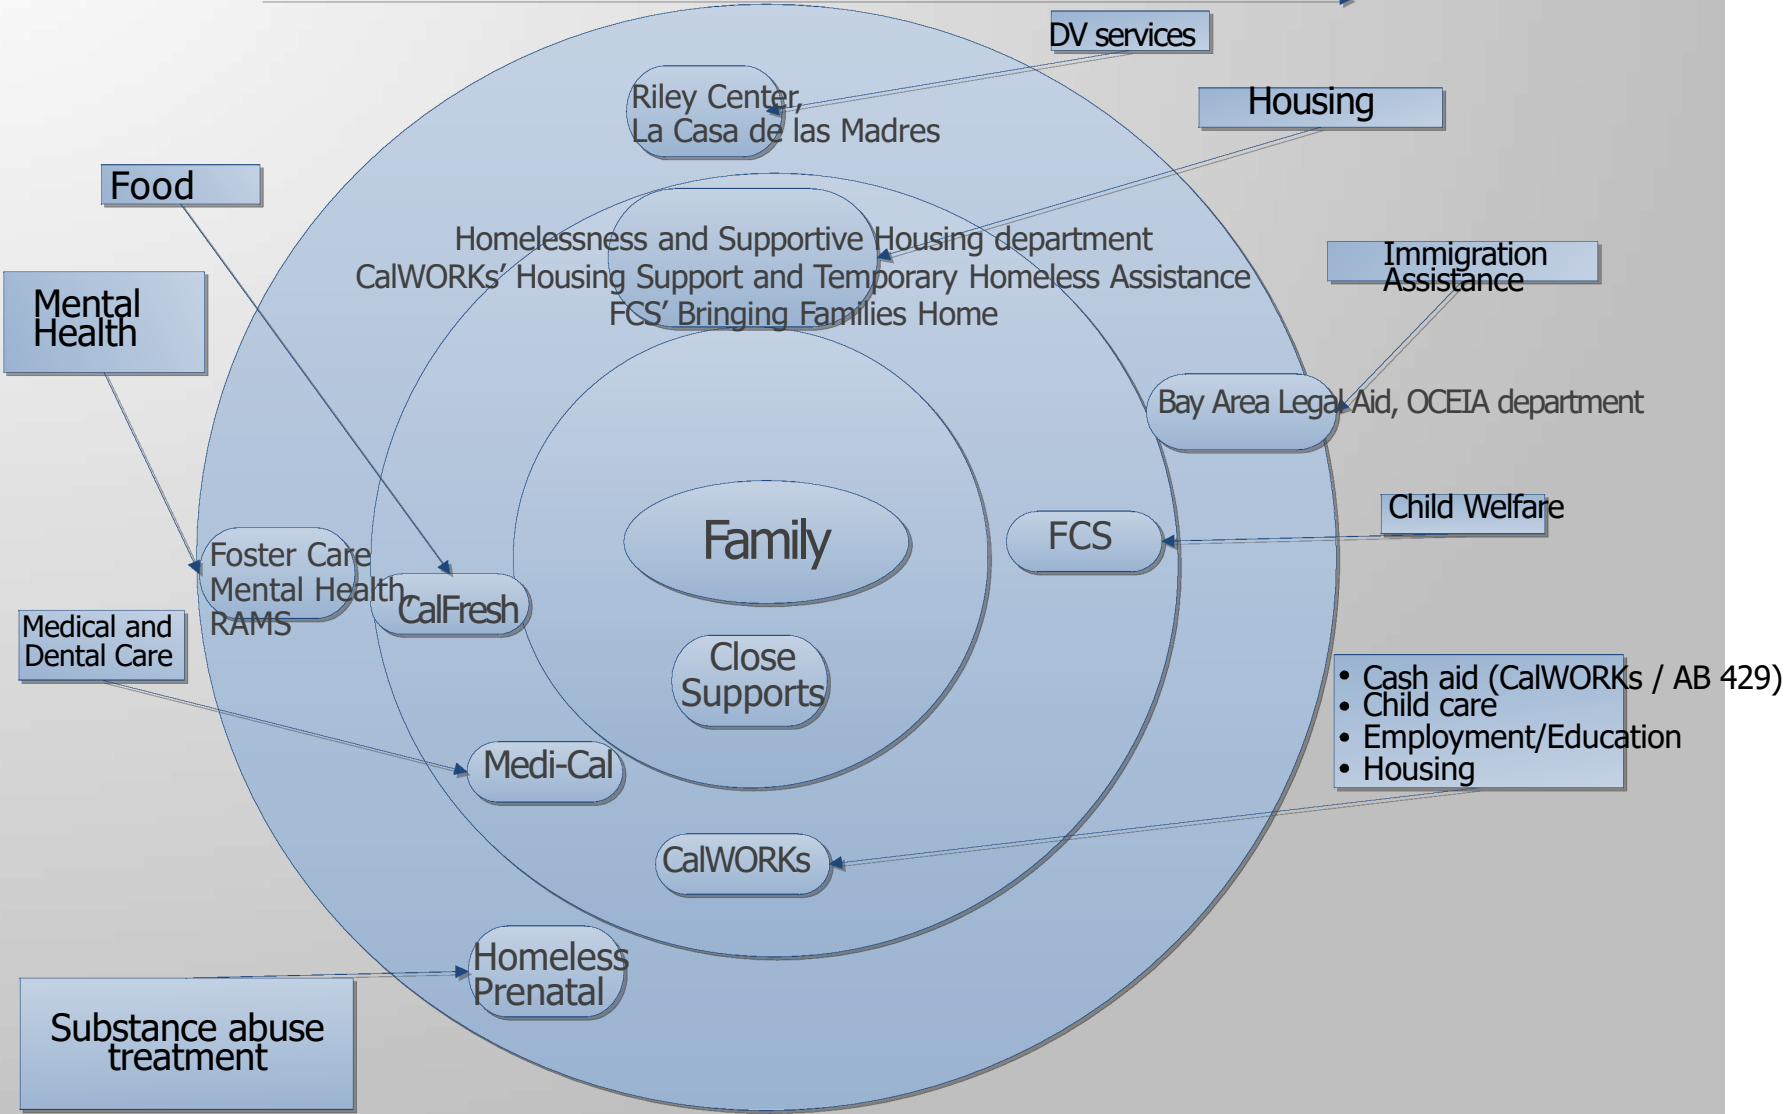 DV services
Riley Center,
La Casa de las Madres
Housing
Food
Homelessness and Supportive Housing department
CalWORKs’ Housing Support and Temporary Homeless Assistance
FCS’ Bringing Families Home
Immigration
Assistance
Mental
Health
Bay Area Legal Aid, OCEIA department
Child Welfare
FCS
Family
Foster Care
Mental Health,
RAMS
CalFresh
Medical and
Dental Care
Close
Supports
• Cash aid (CalWORKs / AB 429)
• Child care
• Employment/Education
• Housing
Medi-Cal
CalWORKs
Homeless
Prenatal
Substance abuse
treatment